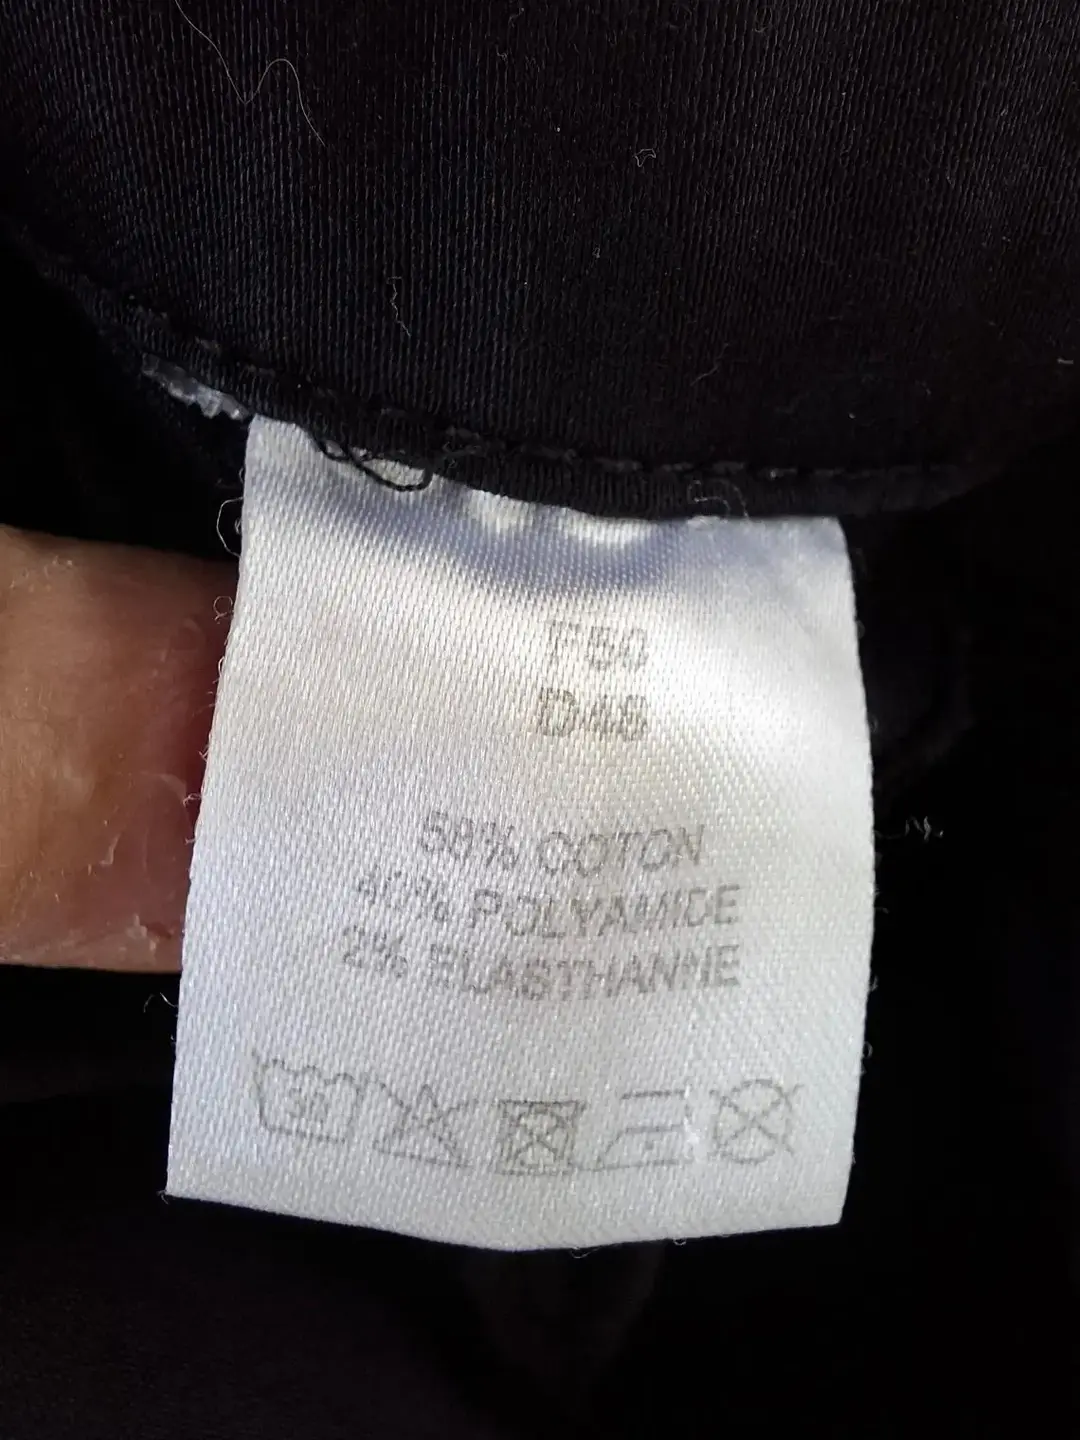 F50
D48
58% COTTON
40% POLYAMIDE
2% ELASTHANNE
30